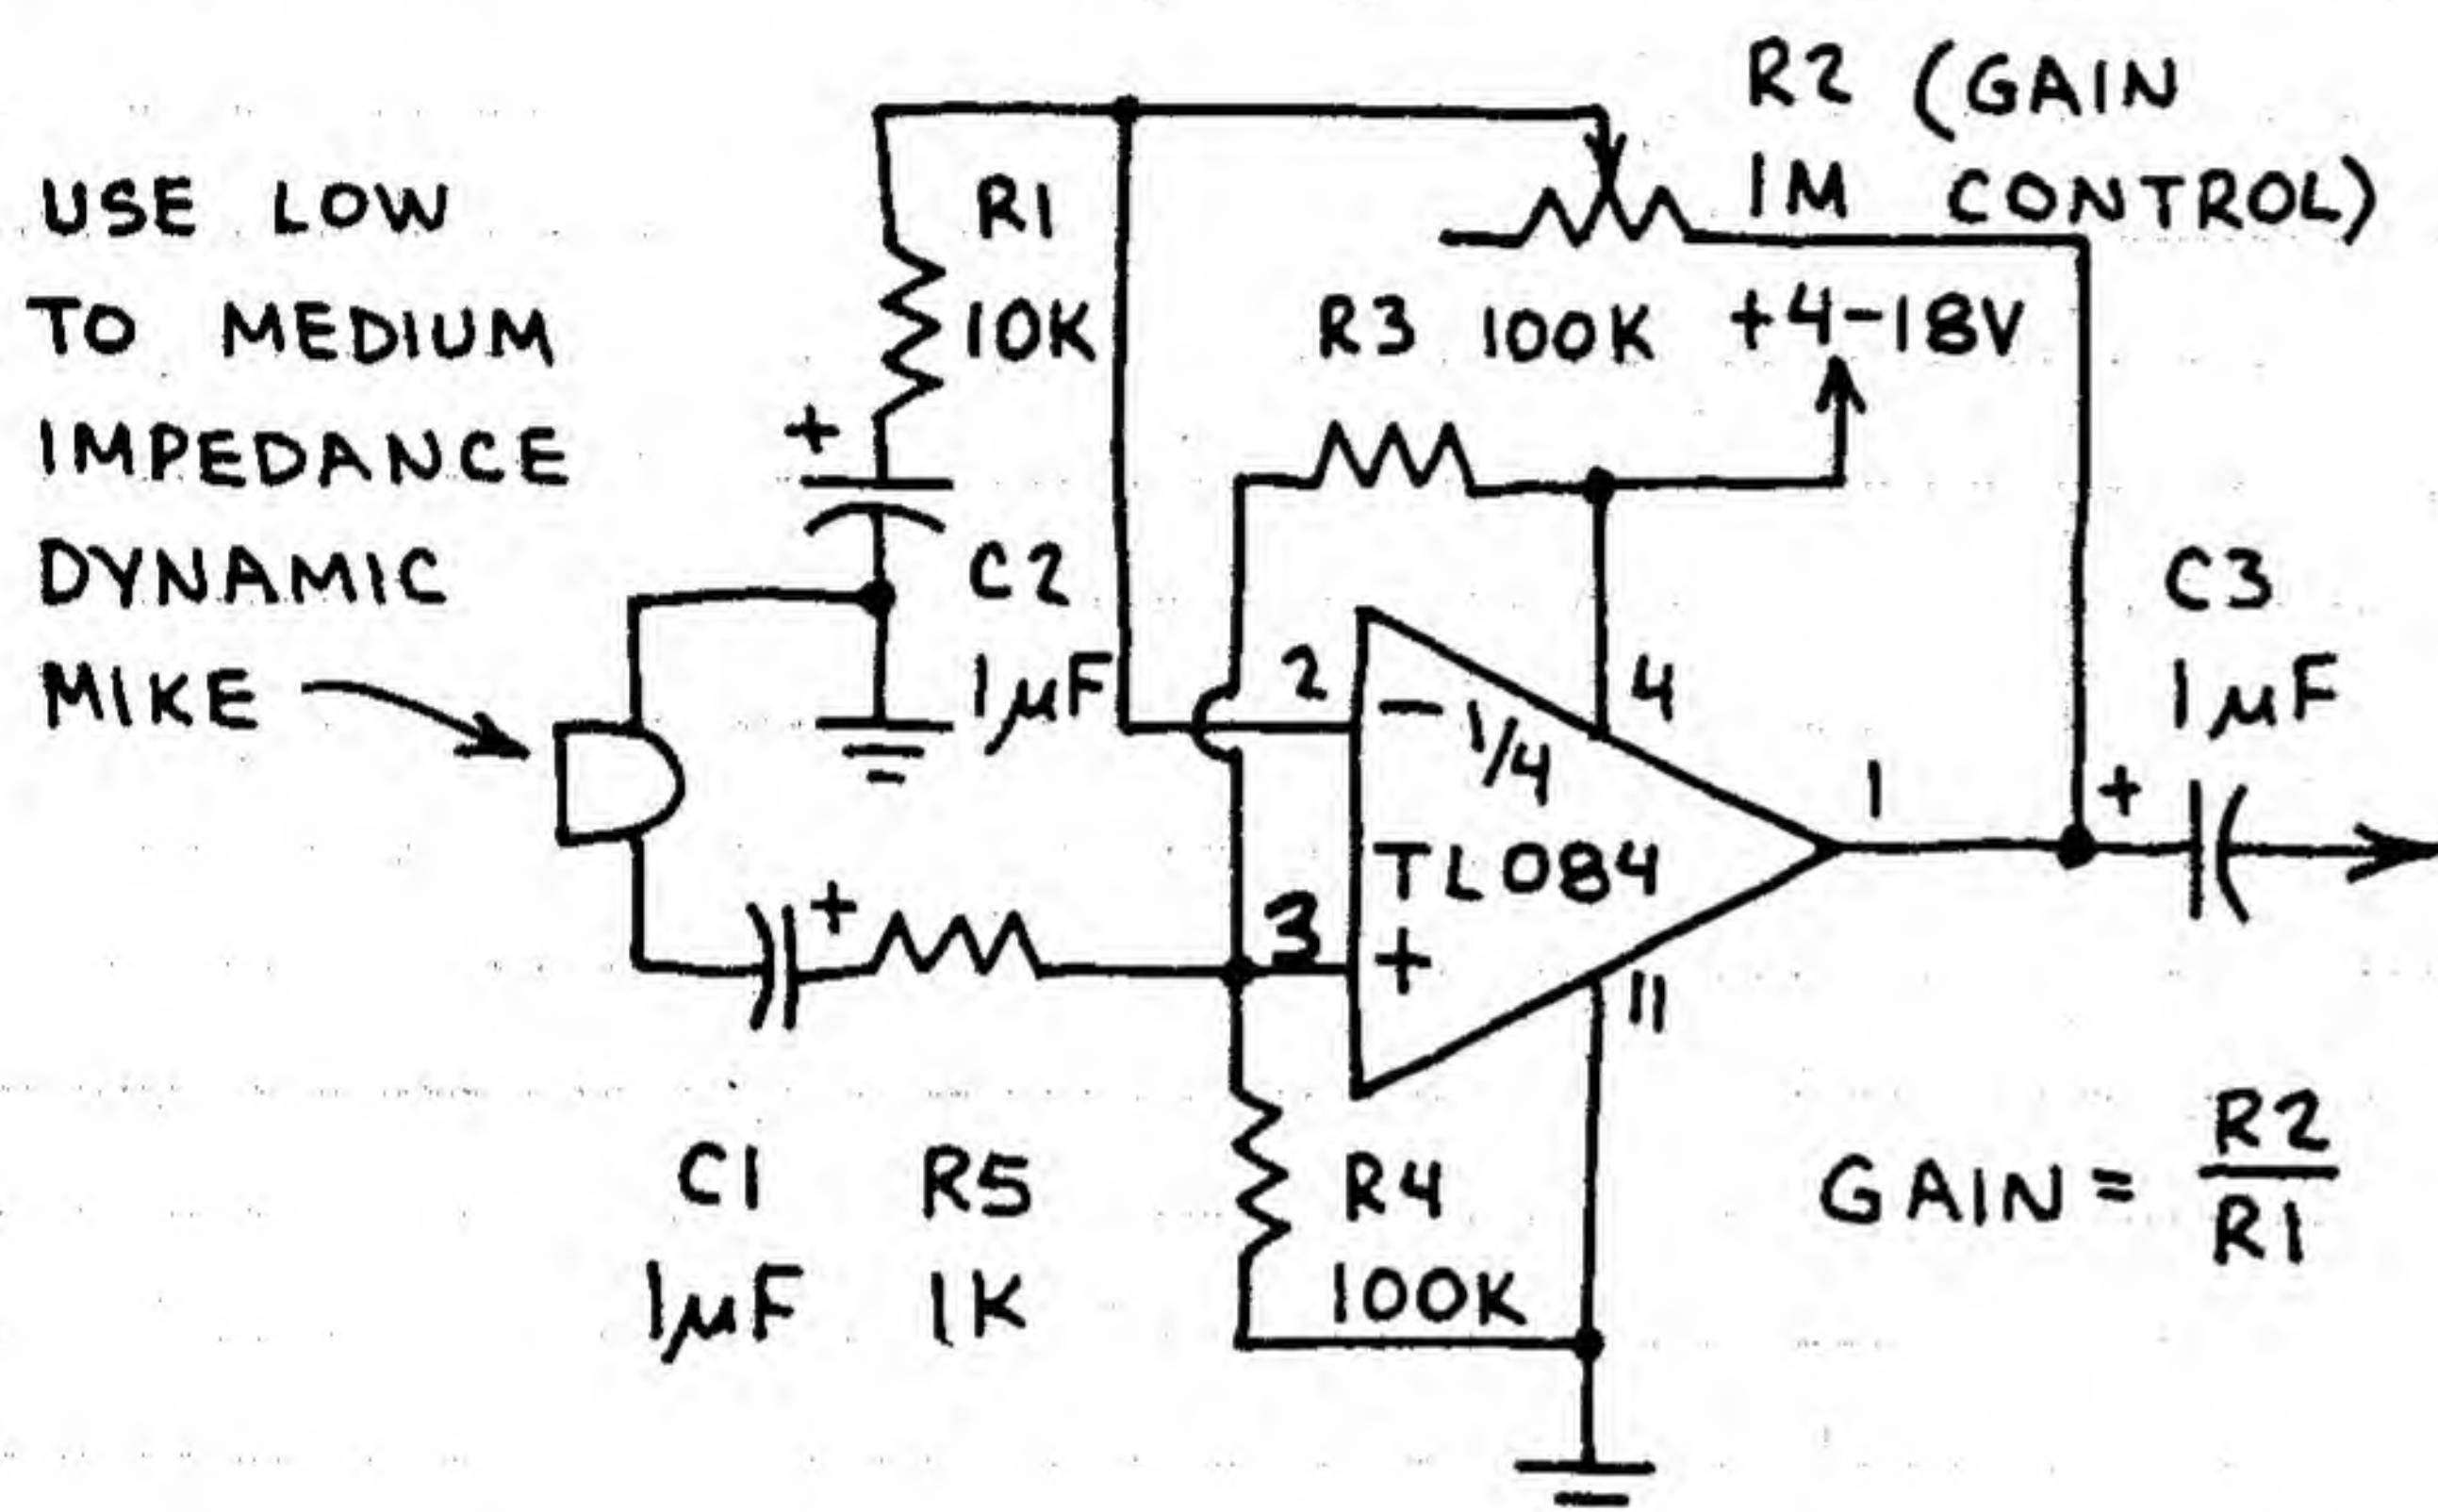 USE LOW
TO MEDIUM
IMPEDANCE
DYNAMIC
MIKE
R1
10K
+
C2
1µF
R2 (GAIN
1M CONTROL)
R3 100K +4-18V
2
-
1/4
TL084
+
3
4
1
11
C3
1µF
+
+
C1
1µF
R5
1K
R4
100K
GAIN = R2
R1